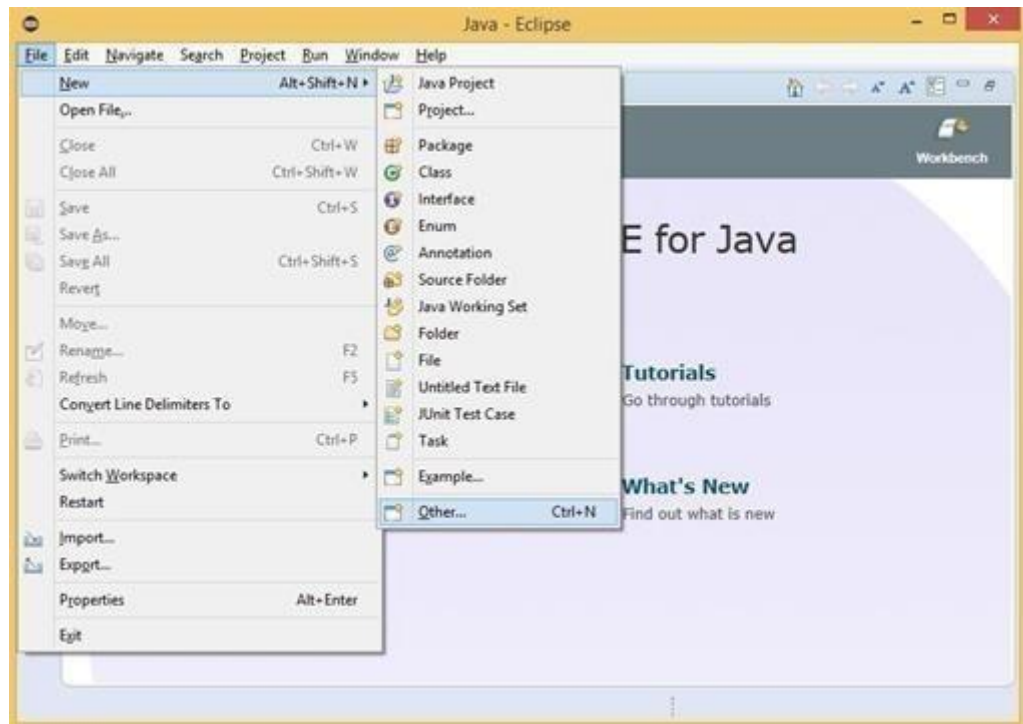 Java - Eclipse
File Edit Navigate Search Project Run Window Help
New Alt+Shift+N
Open File,..
Close Ctrl+W
Close All Ctrl+Shift+W
Save Ctrl+S
Save As...
Save All Ctrl+Shift+S
Revert
Move...
Rename... F2
Refresh F5
Convert Line Delimiters To
Print... Ctrl+P
Switch Workspace
Restart
Import...
Export...
Properties Alt+Enter
Exit
Java Project
Project...
Package
Class
Interface
Enum
Annotation
Source Folder
Java Working Set
Folder
File
Untitled Text File
JUnit Test Case
Task
Example...
Other... Ctrl+N
Workbench
E for Java
Tutorials
Go through tutorials
What's New
Find out what is new